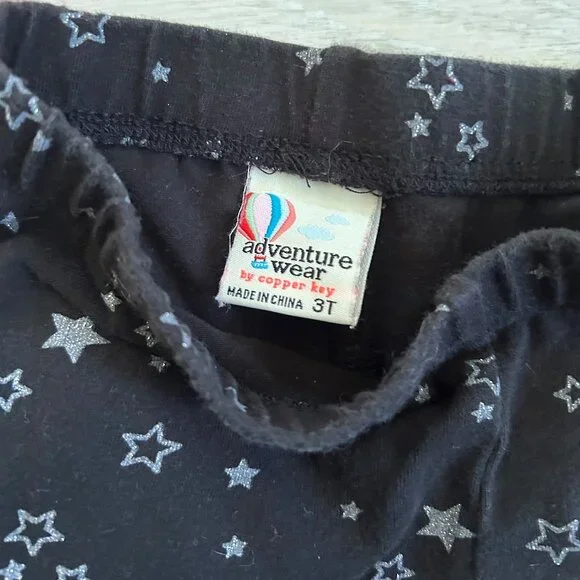 adventure
wear
by copper key
MADE IN CHINA 3T